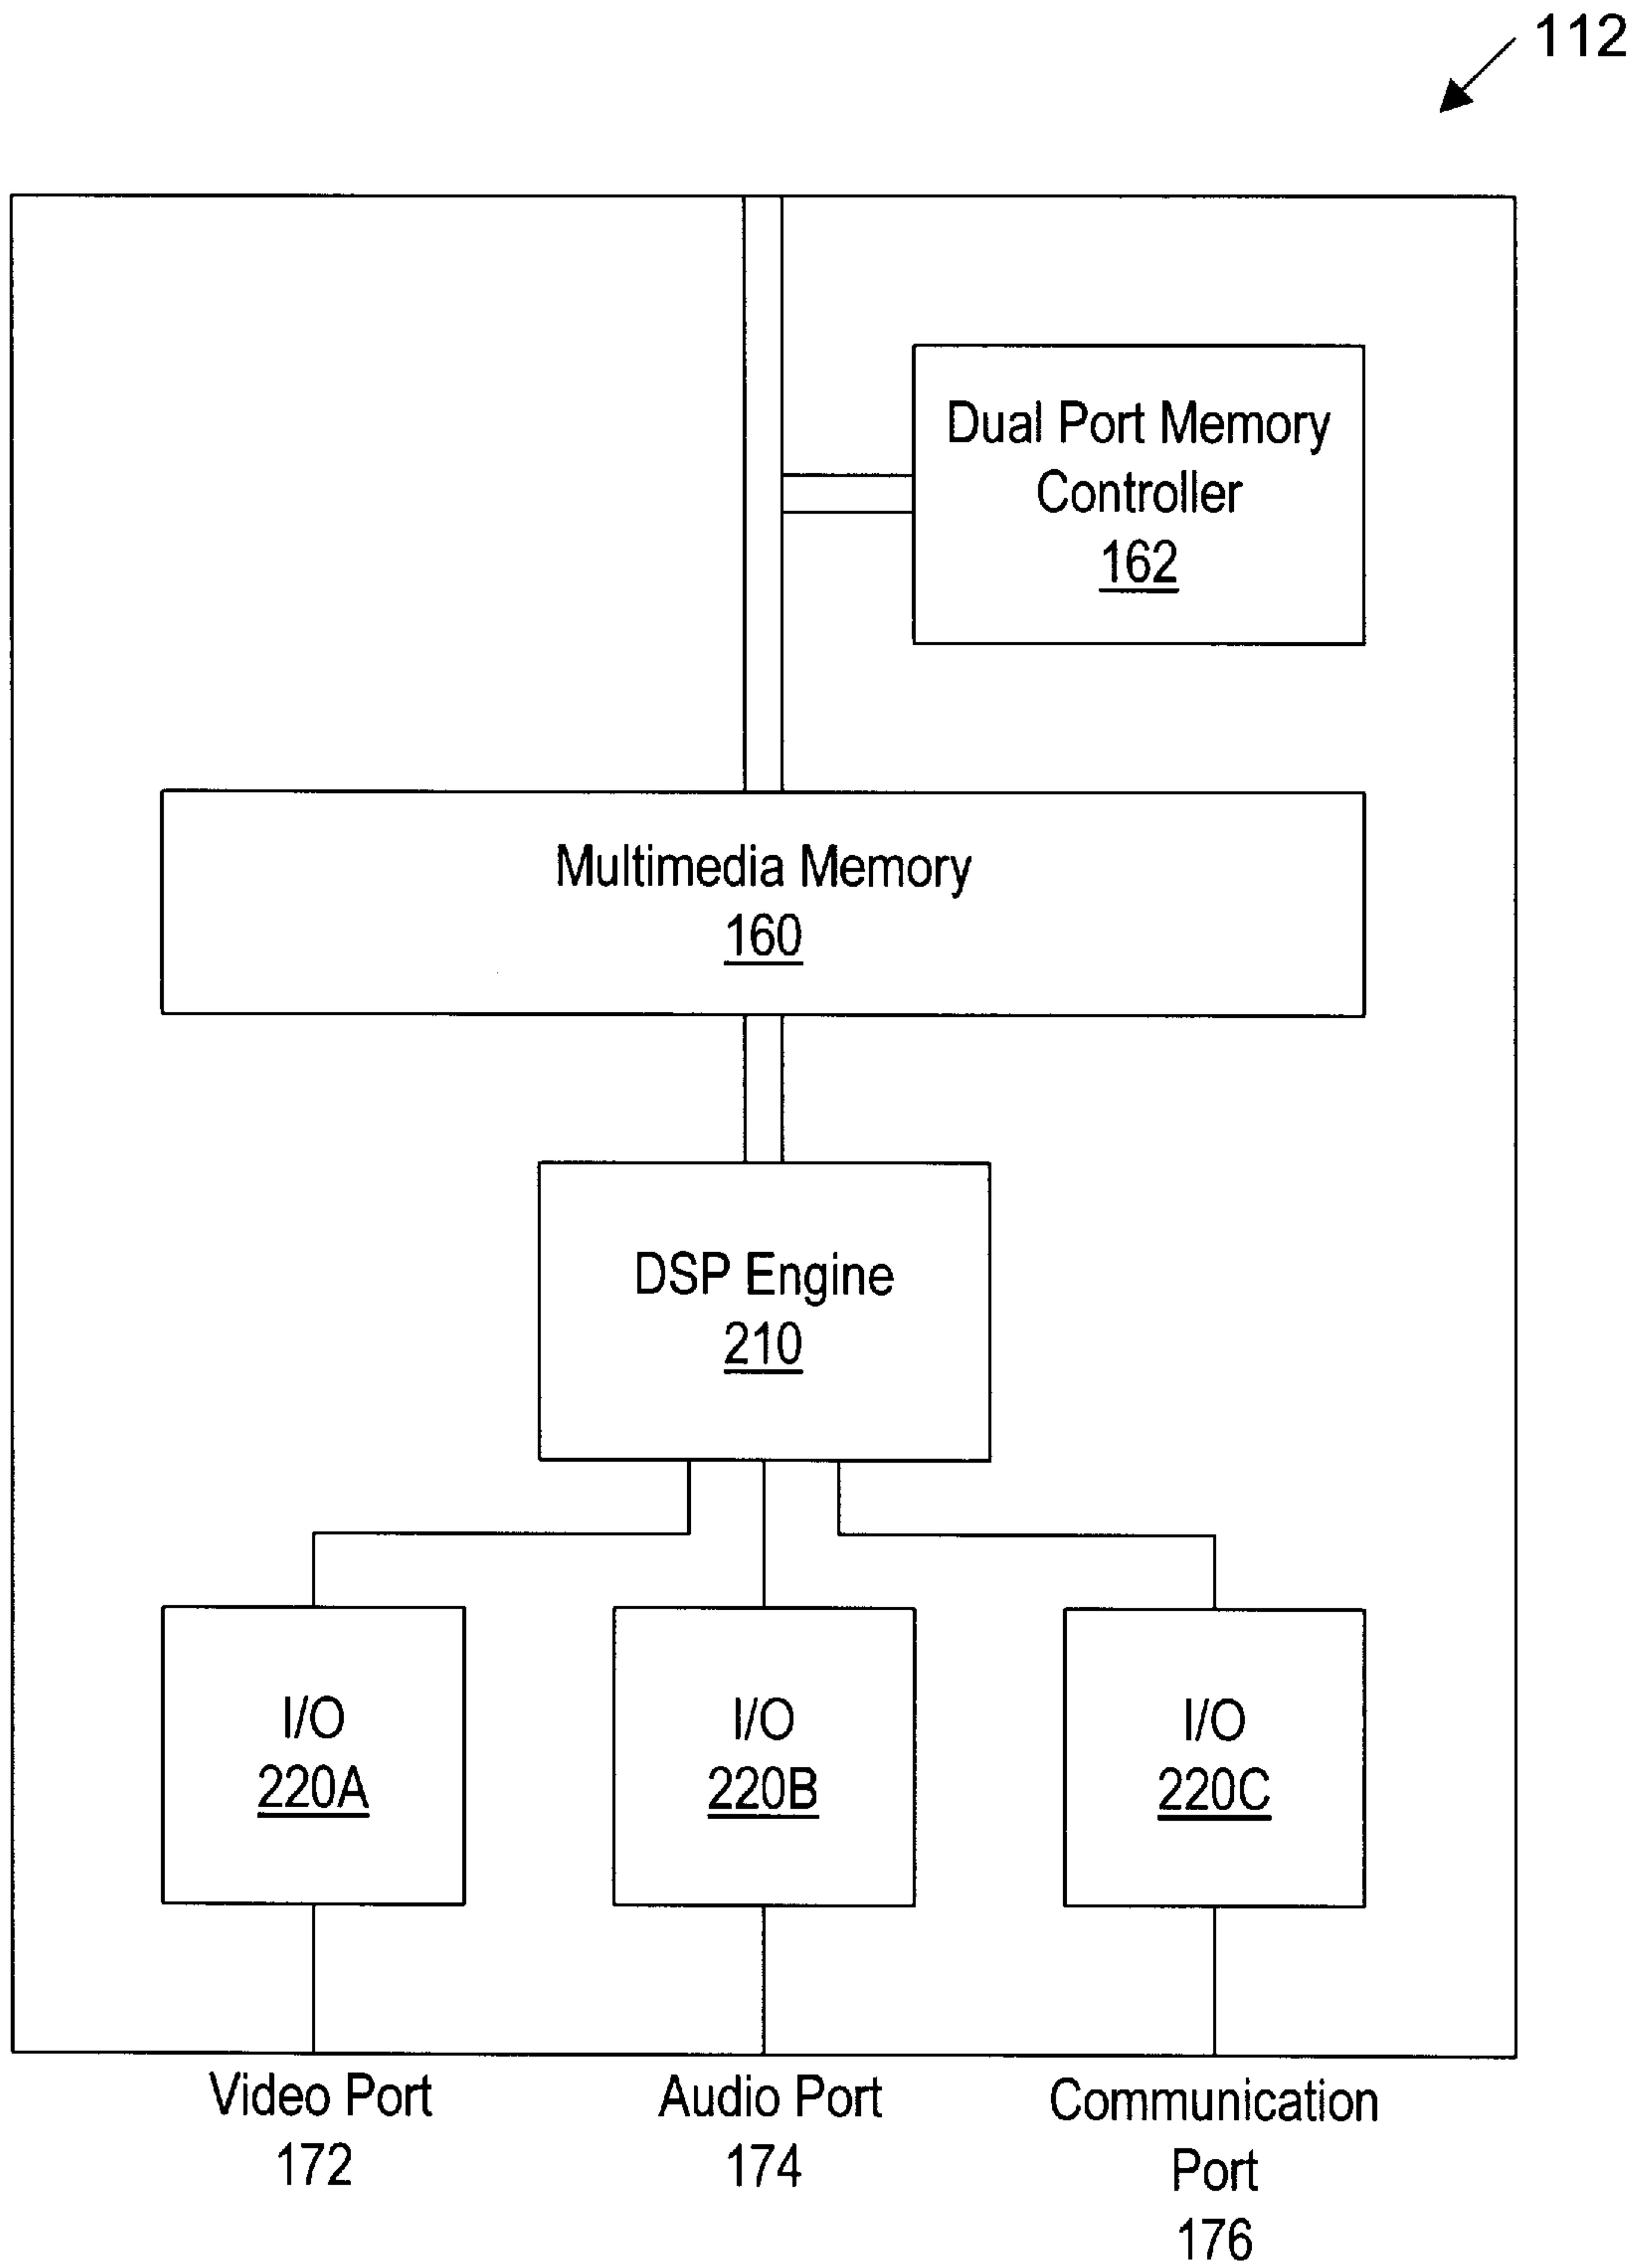 112
Dual Port Memory
Controller
162
Multimedia Memory
160
DSP Engine
210
I/O
220A
I/O
220B
I/O
220C
Video Port
172
Audio Port
174
Communication
Port
176